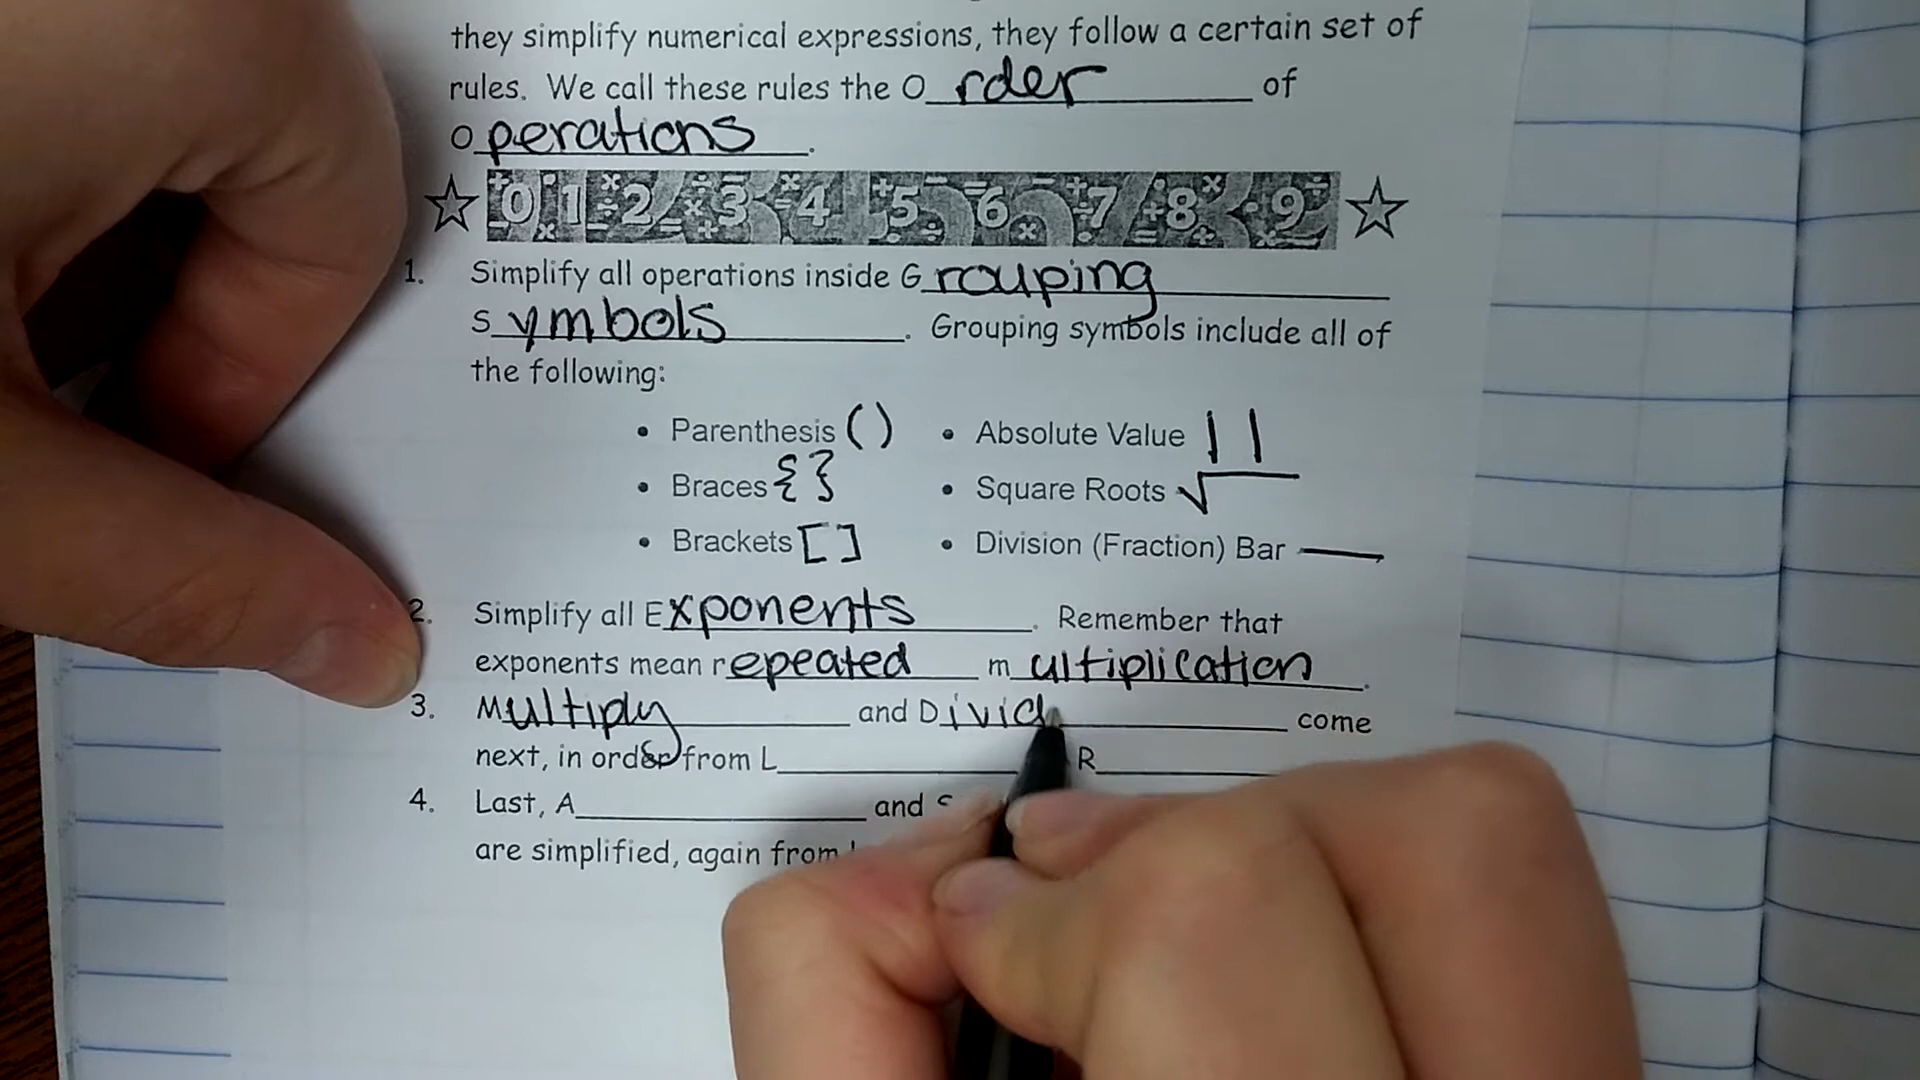 they simplify numerical expressions, they follow a certain set of
rules. We call these rules the Order of
Operations.
0 1 2 3 4 5 6 7 8 9
1. Simplify all operations inside Grouping
Symbols. Grouping symbols include all of
the following:
• Parenthesis ( ) • Absolute Value | |
• Braces { } • Square Roots √
• Brackets [ ] • Division (Fraction) Bar —
2. Simplify all Exponents. Remember that
exponents mean repeated multiplication.
3. Multiply and Divid come
next, in order from L R
4. Last, A and S
are simplified, again from